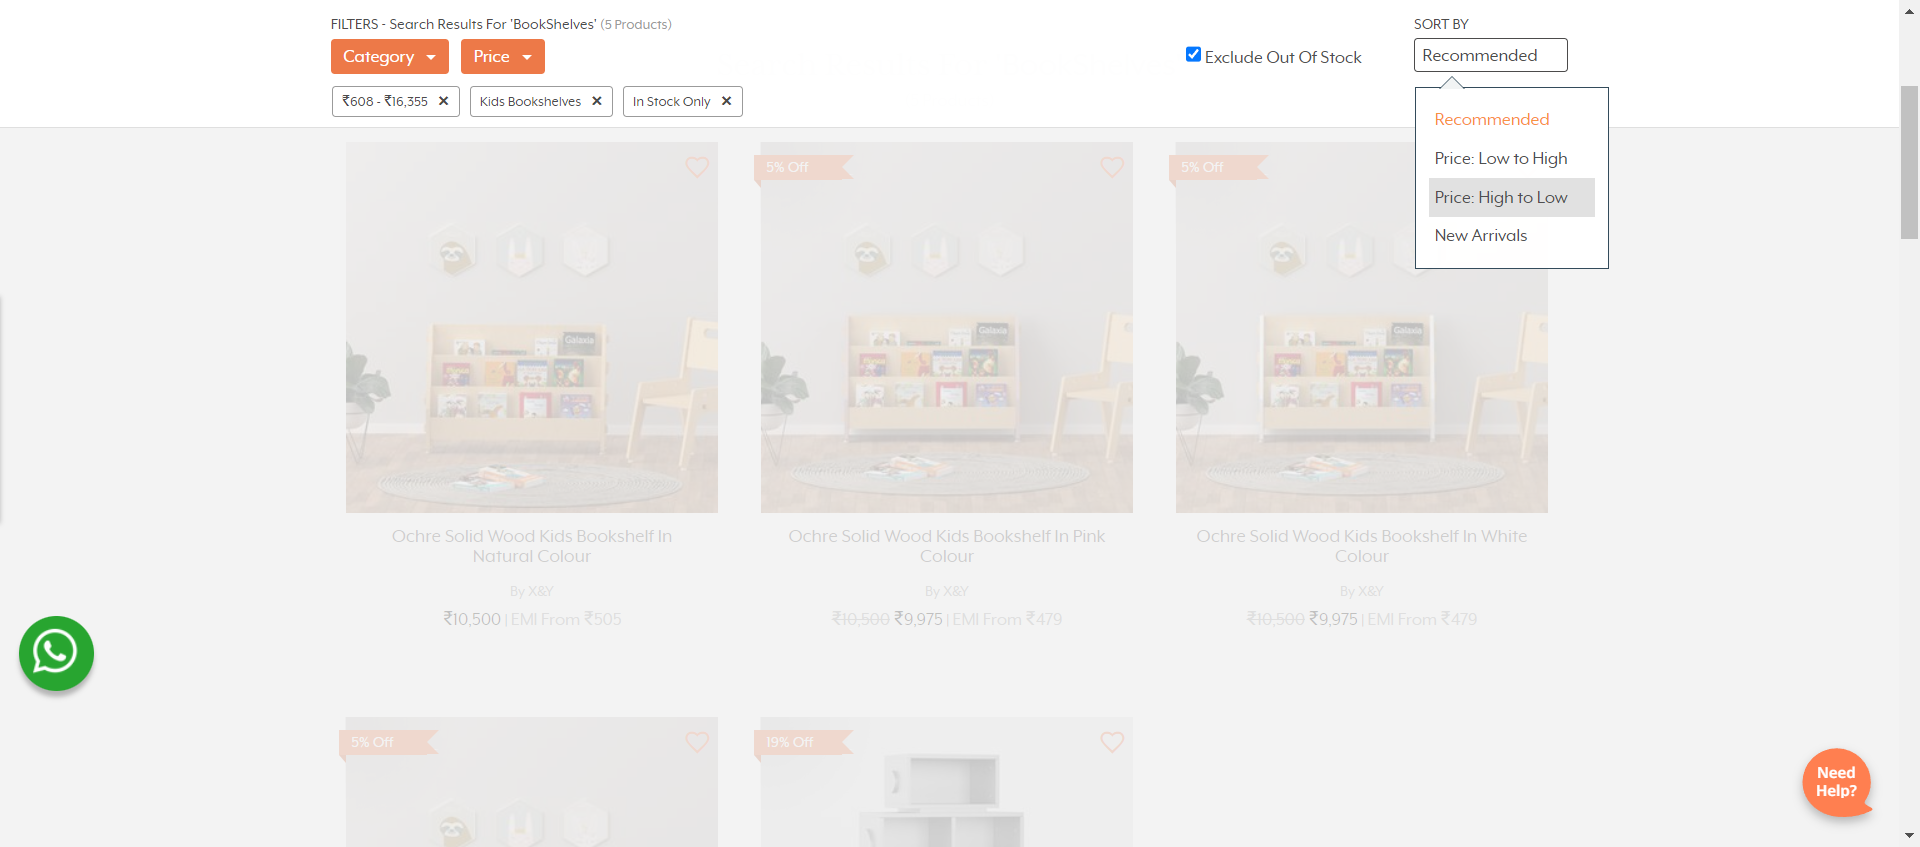 FILTERS - Search Results For 'BookShelves' (5 Products)
SORT BY
Category
Price
Exclude Out Of Stock
Recommended
₹608 - ₹16,355 ✕
Kids Bookshelves ✕
In Stock Only ✕
Recommended
Price: Low to High
Price: High to Low
New Arrivals
5% Off
5% Off
Galaxia
Galaxia
Galaxia
Ochre Solid Wood Kids Bookshelf In
Natural Colour
By X&Y
₹10,500 | EMI From ₹505
Ochre Solid Wood Kids Bookshelf In Pink
Colour
By X&Y
₹10,500 ₹9,975 | EMI From ₹479
Ochre Solid Wood Kids Bookshelf In White
Colour
By X&Y
₹10,500 ₹9,975 | EMI From ₹479
5% Off
19% Off
Need
Help?